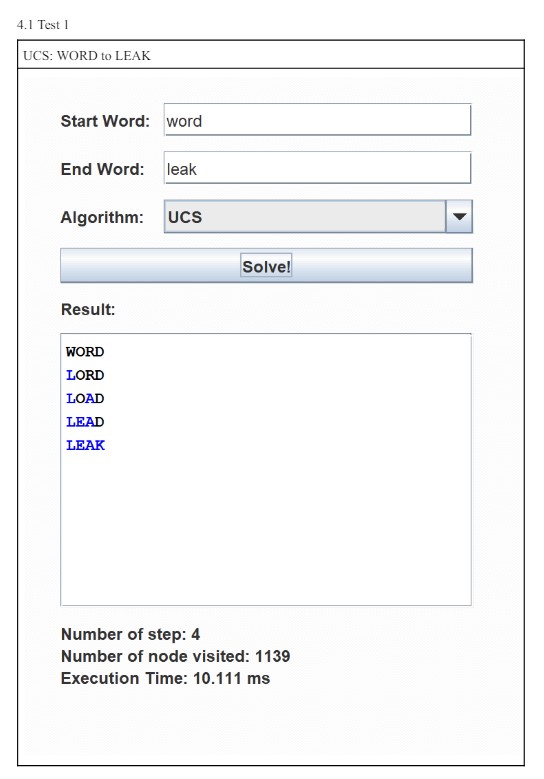 4.1 Test 1
UCS: WORD to LEAK
Start Word: word
End Word: leak
Algorithm: UCS
Solve!
Result:
WORD
LORD
LOAD
LEAD
LEAK
Number of step: 4
Number of node visited: 1139
Execution Time: 10.111 ms